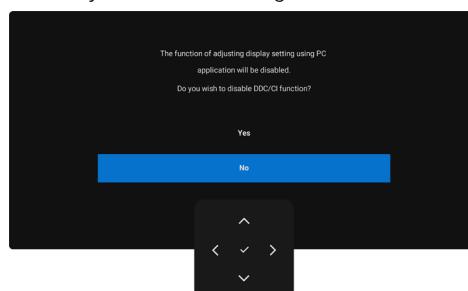 The function of adjusting display setting using PC
application will be disabled.
Do you wish to disable DDC/CI function?
Yes
No